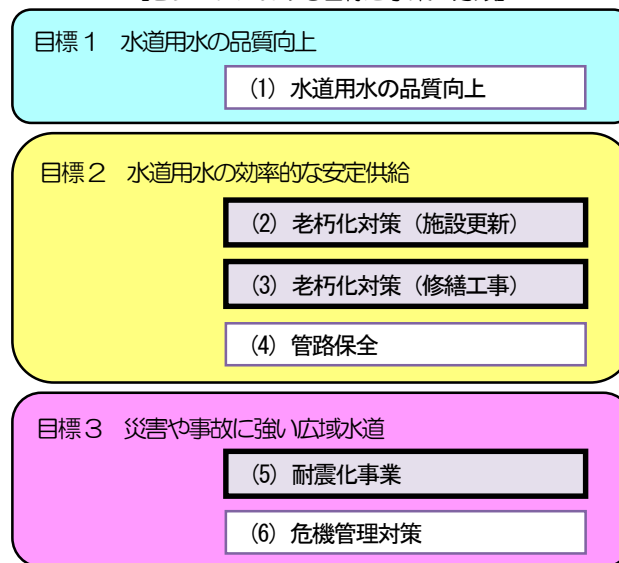 目標１　水道用水の品質向上
（1）水道用水の品質向上
目標２　水道用水の効率的な安定供給
（2）老朽化対策（施設更新）
（3）老朽化対策（修繕工事）
（4）管路保全
目標３　災害や事故に強い広域水道
（5）耐震化事業
（6）危機管理対策